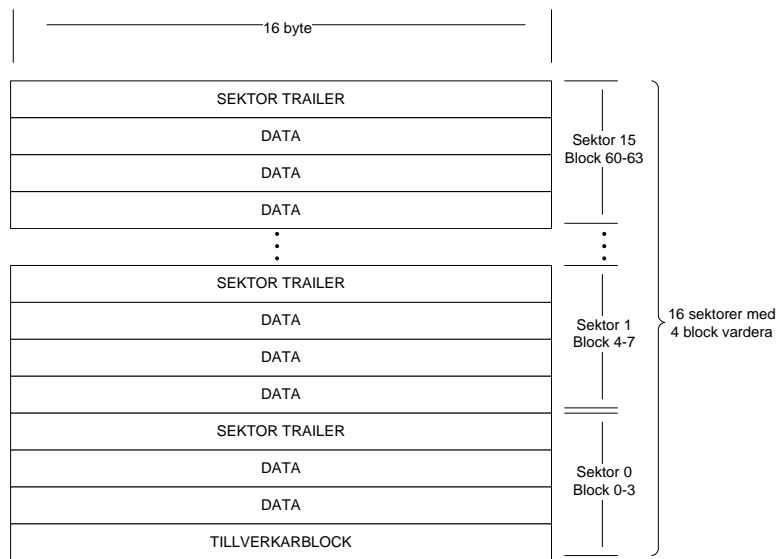 16 byte
SEKTOR TRAILER
DATA
DATA
DATA
Sektor 15
Block 60-63
SEKTOR TRAILER
DATA
DATA
DATA
Sektor 1
Block 4-7
16 sektorer med
4 block vardera
SEKTOR TRAILER
DATA
DATA
TILLVERKARBLOCK
Sektor 0
Block 0-3